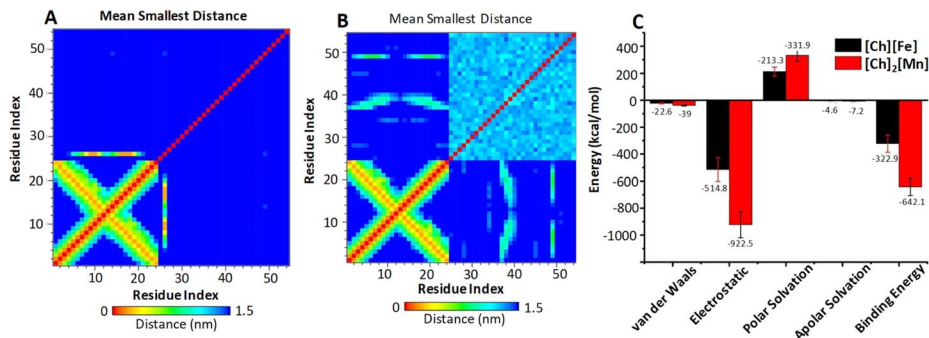 A
Mean Smallest Distance
50
40
30
20
10
Residue Index
10 20 30 40 50
Residue Index
0 1.5
Distance (nm)
B
Mean Smallest Distance
50
40
30
20
10
Residue Index
10 20 30 40 50
Residue Index
0 1.5
Distance (nm)
C
[Ch][Fe]
[Ch]₂[Mn]
Energy (kcal/mol)
400
200
0
-200
-400
-600
-800
-1000
-22.6
-39
-514.8
-922.5
-213.3
-331.9
-4.6
-7.2
-322.9
-642.1
van der Waals
Electrostatic
Polar Solvation
Apolar Solvation
Binding Energy